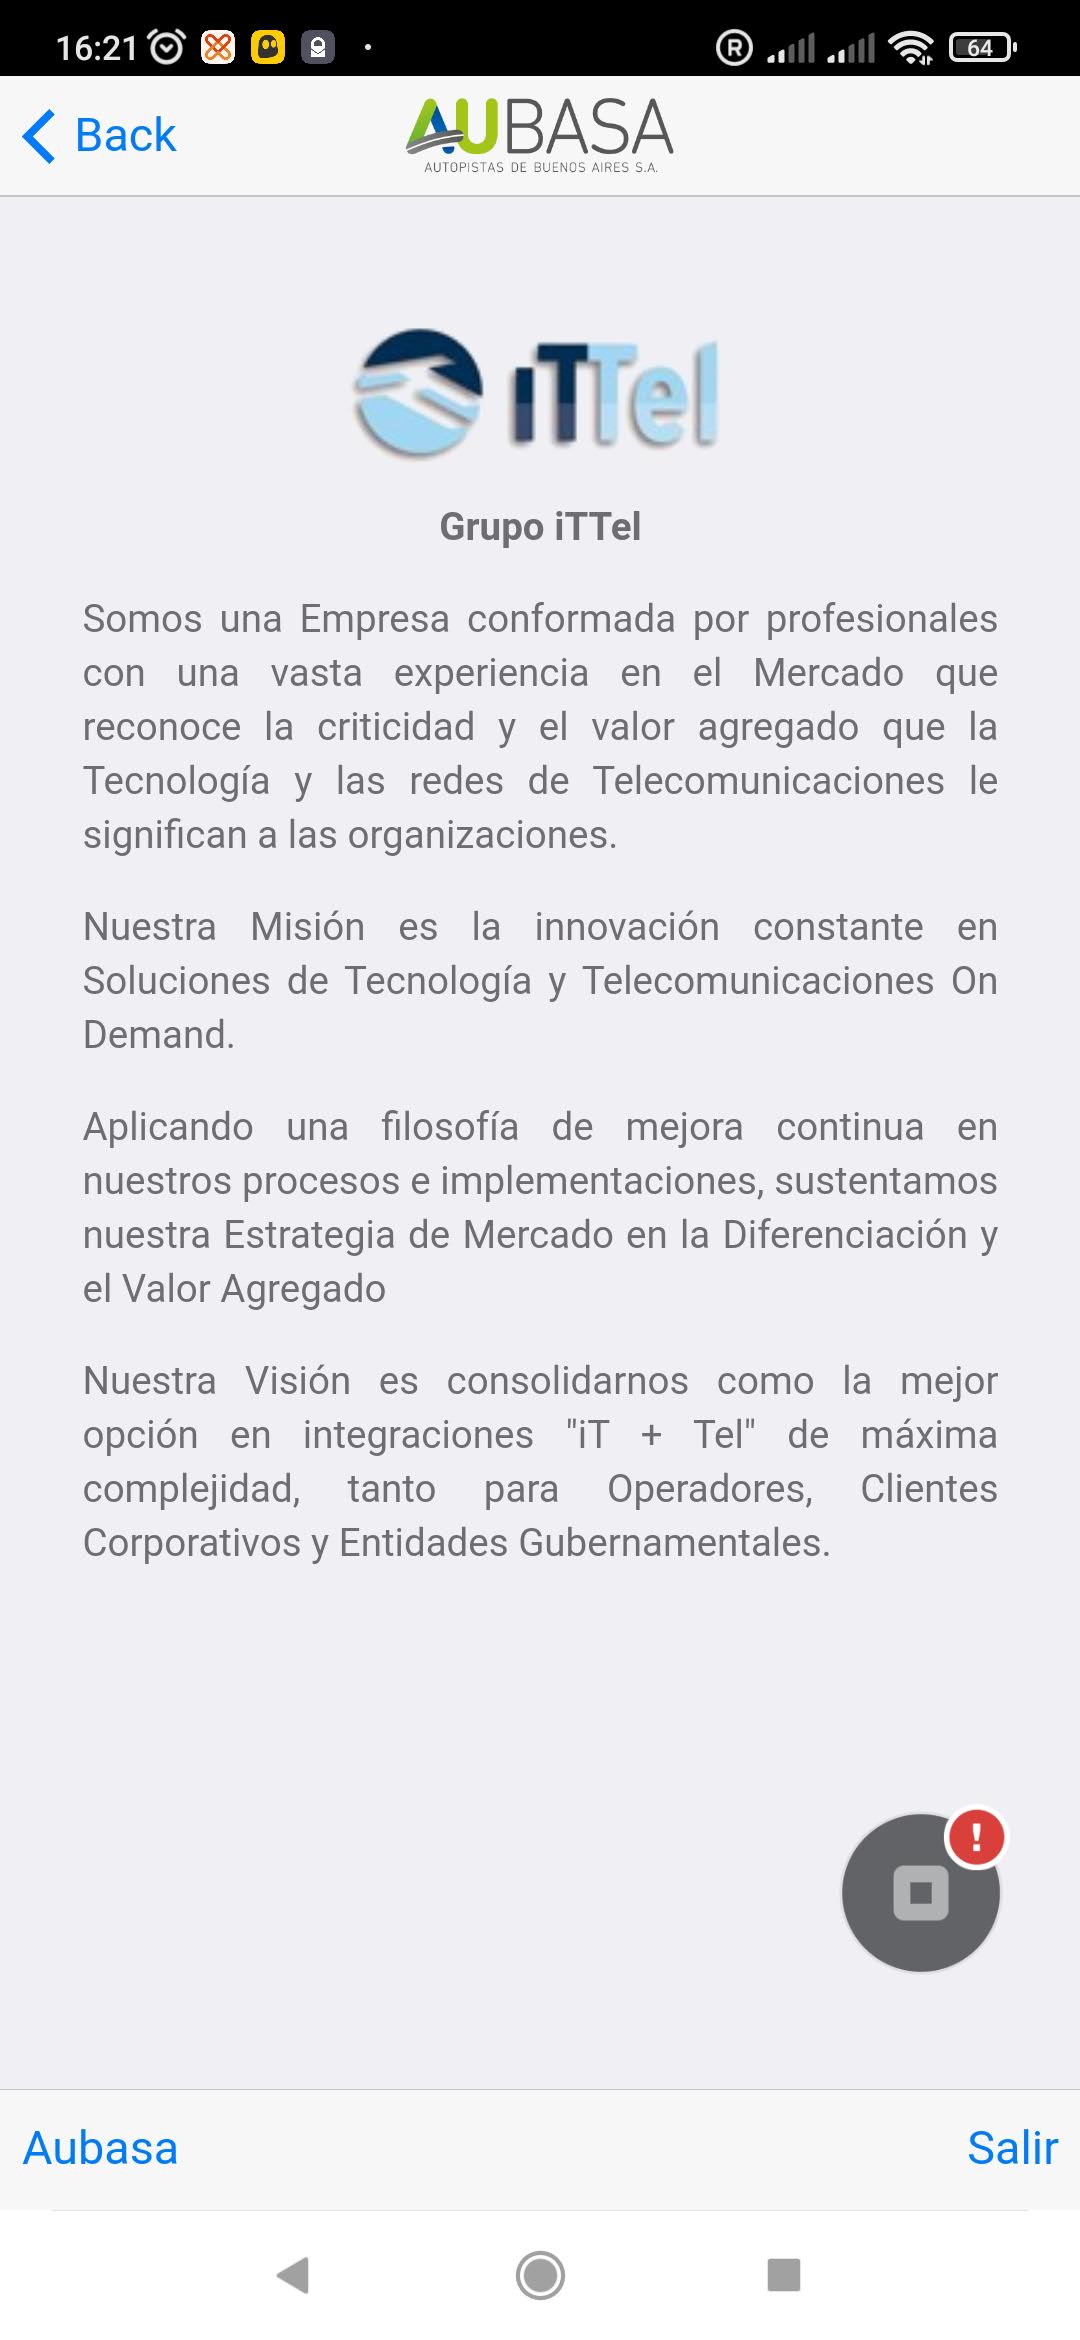 16:21
R
64
Back
AUBASA
AUTOPISTAS DE BUENOS AIRES S.A.
iTTel
Grupo iTTel
Somos una Empresa conformada por profesionales
con una vasta experiencia en el Mercado que
reconoce la criticidad y el valor agregado que la
Tecnología y las redes de Telecomunicaciones le
significan a las organizaciones.
Nuestra Misión es la innovación constante en
Soluciones de Tecnología y Telecomunicaciones On
Demand.
Aplicando una filosofía de mejora continua en
nuestros procesos e implementaciones, sustentamos
nuestra Estrategia de Mercado en la Diferenciación y
el Valor Agregado
Nuestra Visión es consolidarnos como la mejor
opción en integraciones "iT + Tel" de máxima
complejidad, tanto para Operadores, Clientes
Corporativos y Entidades Gubernamentales.
!
Aubasa
Salir